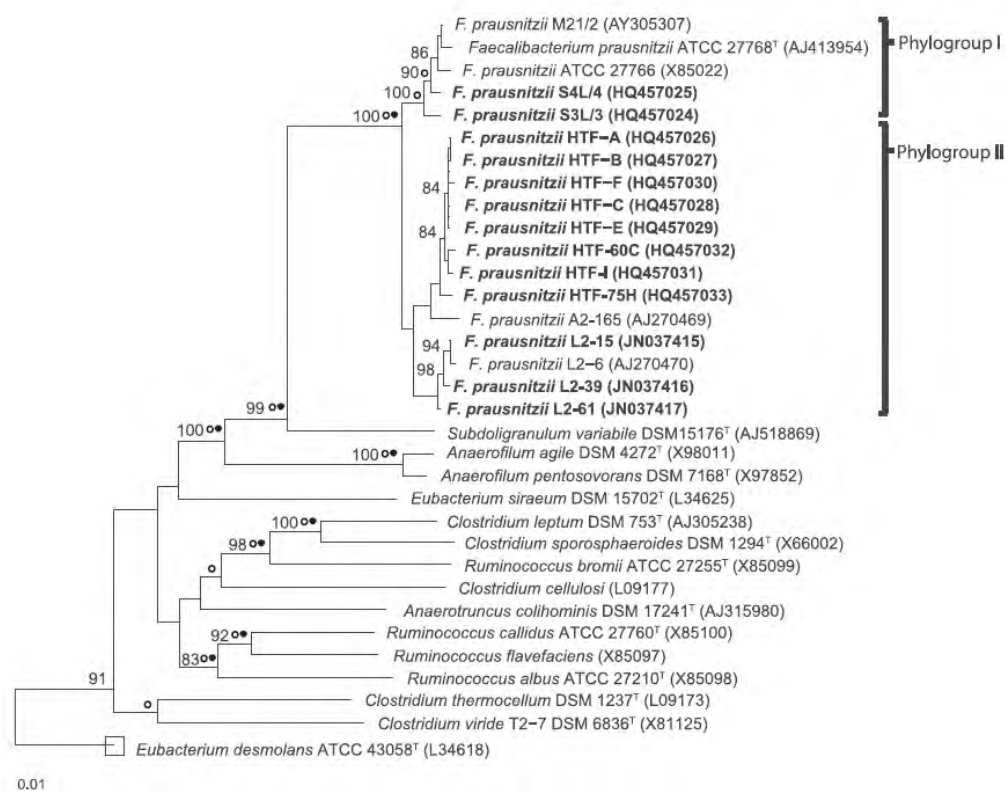 F. prausnitzii M21/2 (AY305307)
86
Faecalibacterium prausnitzii ATCC 27768ᵀ (AJ413954)
Phylogroup I
90
F. prausnitzii ATCC 27766 (X85022)
100
F. prausnitzii S4L/4 (HQ457025)
100
F. prausnitzii S3L/3 (HQ457024)
F. prausnitzii HTF−A (HQ457026)
F. prausnitzii HTF−B (HQ457027)
Phylogroup II
84
F. prausnitzii HTF−F (HQ457030)
F. prausnitzii HTF−C (HQ457028)
84
F. prausnitzii HTF−E (HQ457029)
F. prausnitzii HTF-60C (HQ457032)
F. prausnitzii HTF-I (HQ457031)
F. prausnitzii HTF-75H (HQ457033)
F. prausnitzii A2-165 (AJ270469)
94
F. prausnitzii L2-15 (JN037415)
F. prausnitzii L2−6 (AJ270470)
98
F. prausnitzii L2-39 (JN037416)
99
F. prausnitzii L2-61 (JN037417)
100
Subdoligranulum variabile DSM15176ᵀ (AJ518869)
100
Anaerofilum agile DSM 4272ᵀ (X98011)
Anaerofilum pentosovorans DSM 7168ᵀ (X97852)
Eubacterium siraeum DSM 15702ᵀ (L34625)
100
Clostridium leptum DSM 753ᵀ (AJ305238)
98
Clostridium sporosphaeroides DSM 1294ᵀ (X66002)
Ruminococcus bromii ATCC 27255ᵀ (X85099)
Clostridium cellulosi (L09177)
Anaerotruncus colihominis DSM 17241ᵀ (AJ315980)
92
Ruminococcus callidus ATCC 27760ᵀ (X85100)
83
Ruminococcus flavefaciens (X85097)
91
Ruminococcus albus ATCC 27210ᵀ (X85098)
Clostridium thermocellum DSM 1237ᵀ (L09173)
Clostridium viride T2−7 DSM 6836ᵀ (X81125)
Eubacterium desmolans ATCC 43058ᵀ (L34618)
0.01